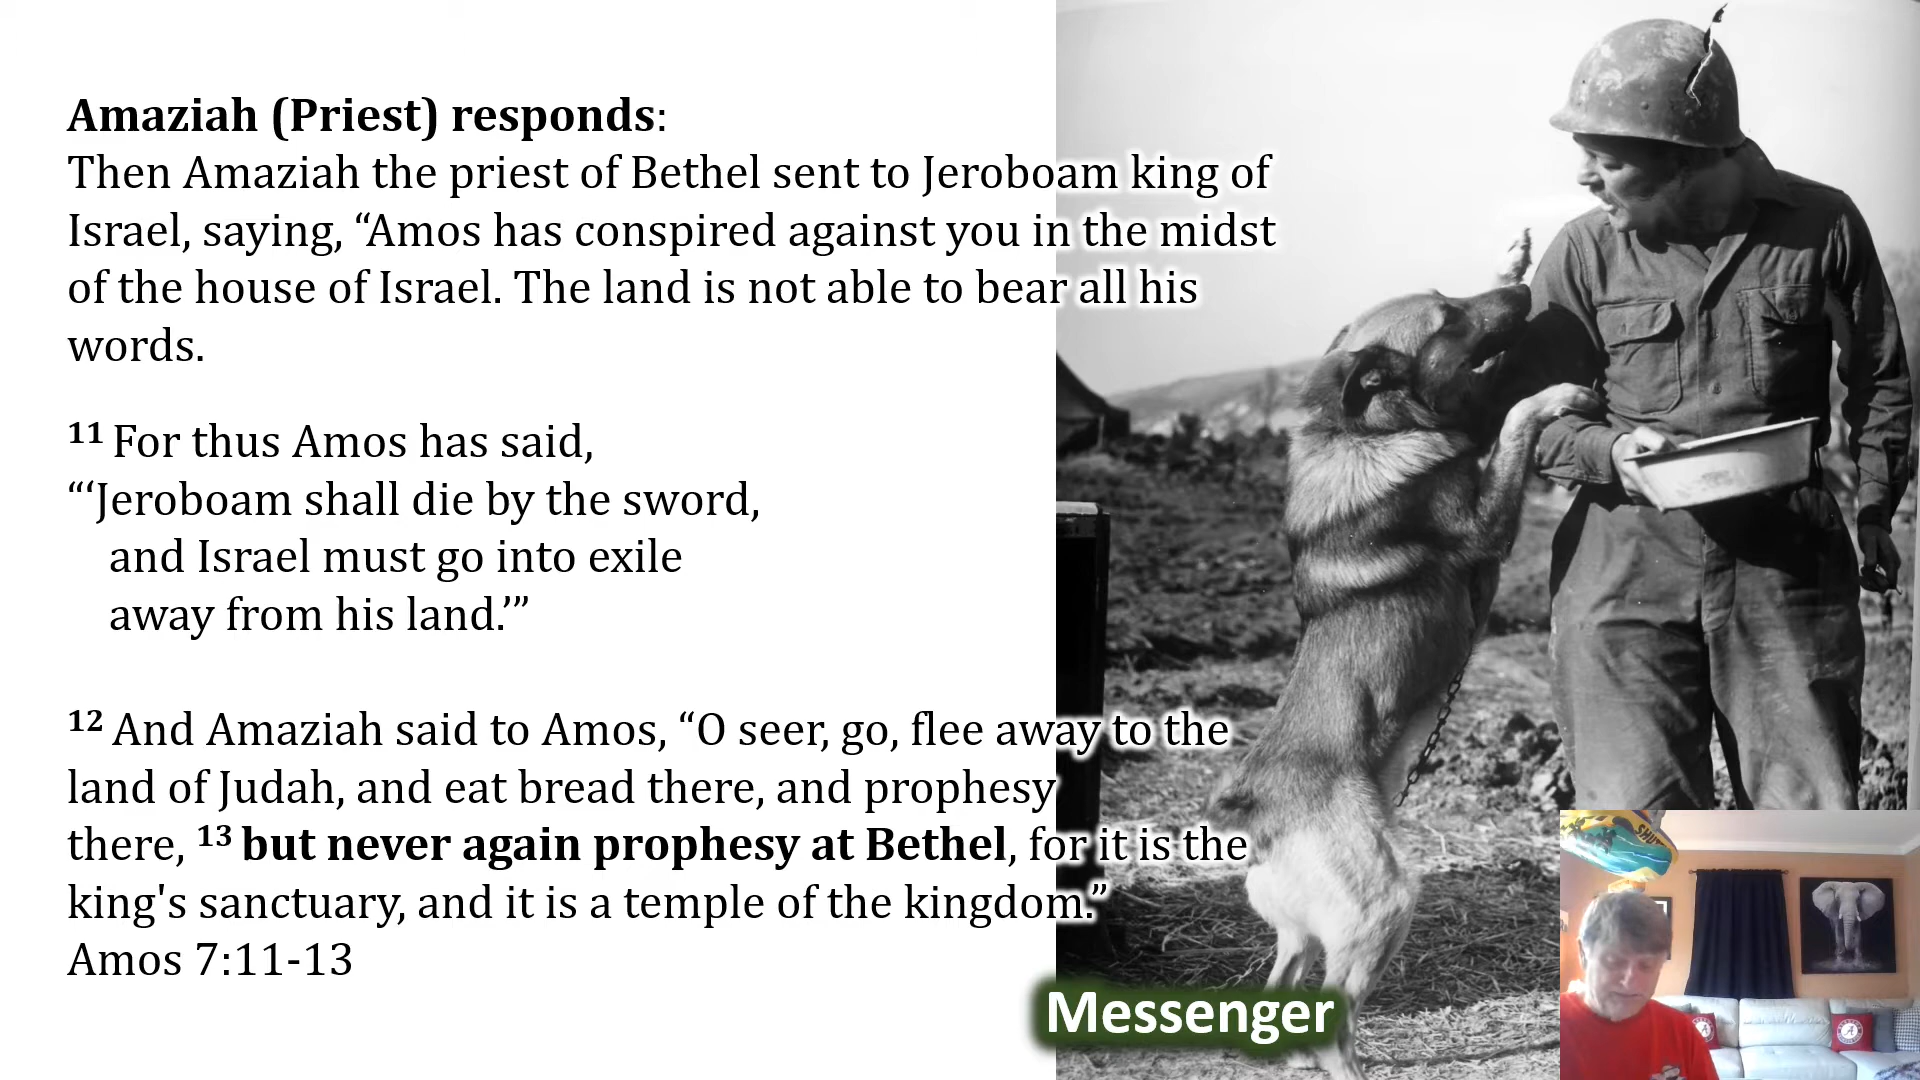 Amaziah (Priest) responds:
Then Amaziah the priest of Bethel sent to Jeroboam king of
Israel, saying, “Amos has conspired against you in the midst
of the house of Israel. The land is not able to bear all his
words.
11 For thus Amos has said,
“‘Jeroboam shall die by the sword,
and Israel must go into exile
away from his land.’”
12 And Amaziah said to Amos, “O seer, go, flee away to the
land of Judah, and eat bread there, and prophesy
there, 13 but never again prophesy at Bethel, for it is the
king's sanctuary, and it is a temple of the kingdom.”
Amos 7:11-13
Messenger